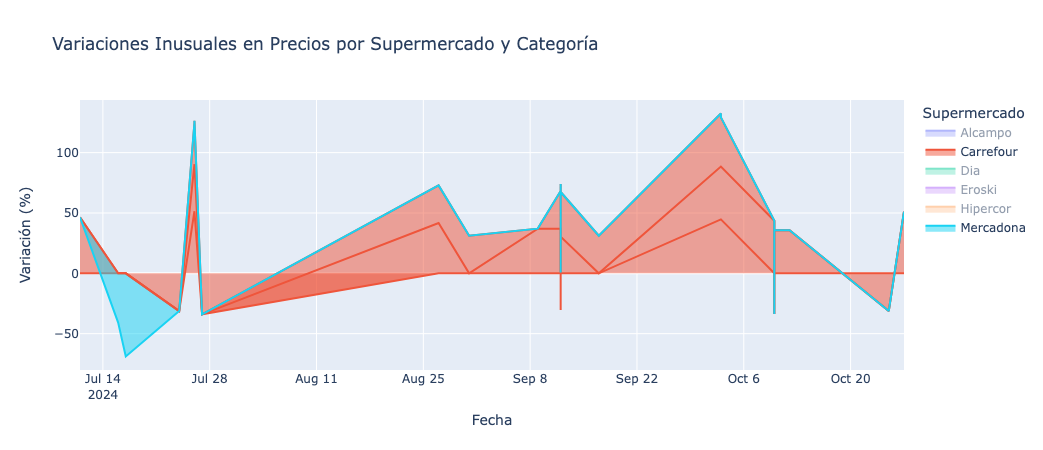 Variaciones Inusuales en Precios por Supermercado y Categoría
Supermercado
Alcampo
Carrefour
Dia
Eroski
Hipercor
Mercadona
Variación (%)
100
50
0
−50
Jul 14
2024
Jul 28
Aug 11
Aug 25
Sep 8
Sep 22
Oct 6
Oct 20
Fecha